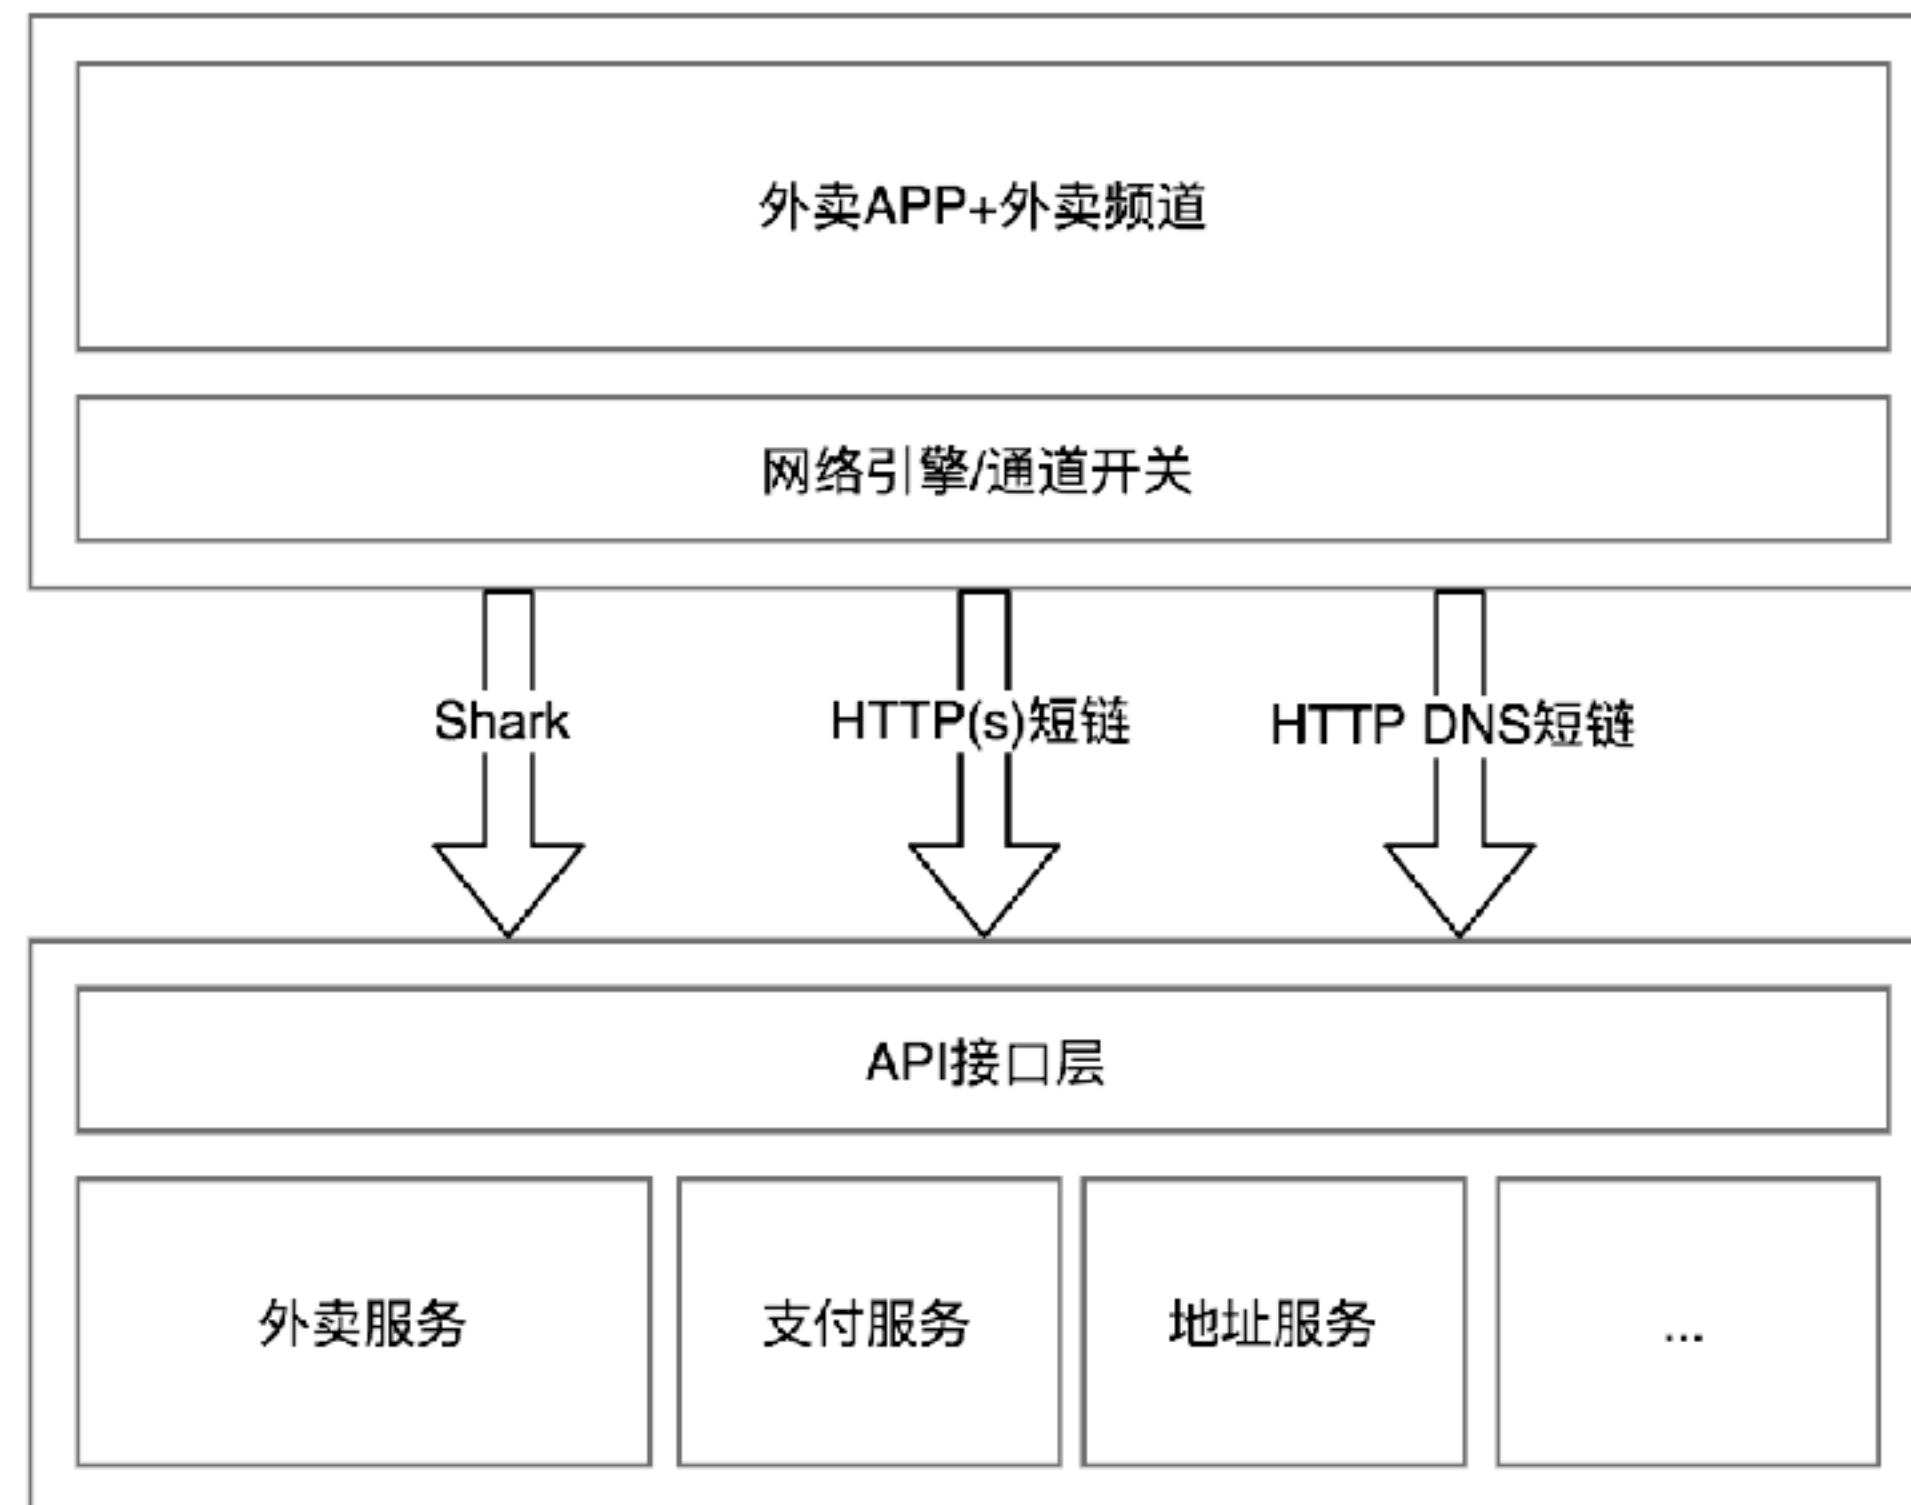 外卖APP+外卖频道
网络引擎/通道开关
Shark
HTTP(s)短链
HTTP DNS短链
API接口层
外卖服务
支付服务
地址服务
...